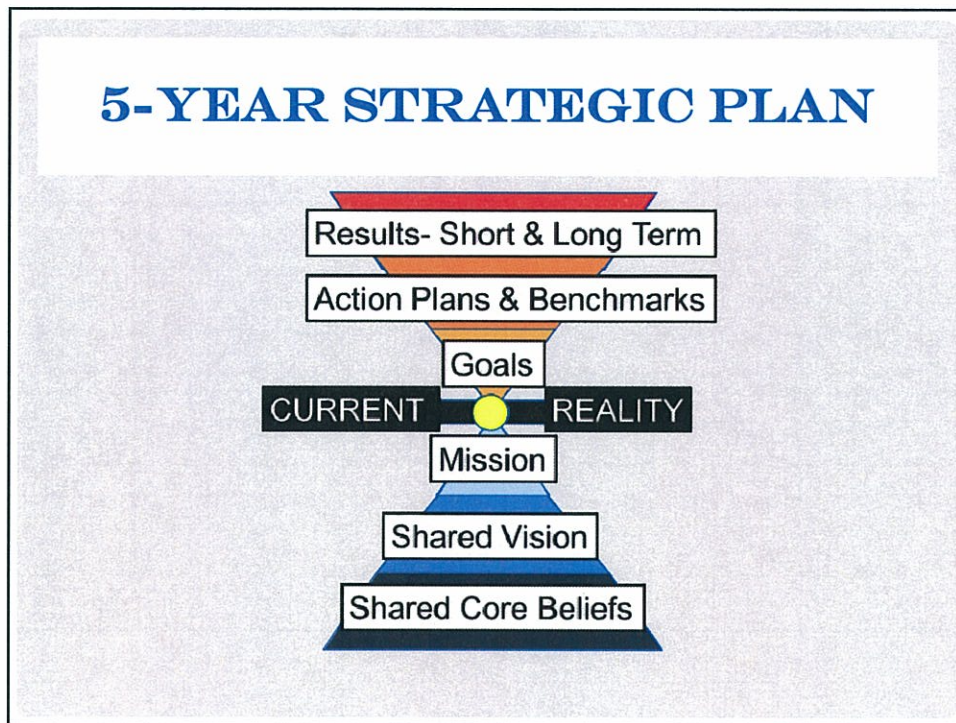 5-YEAR STRATEGIC PLAN
Results- Short & Long Term
Action Plans & Benchmarks
Goals
CURRENT REALITY
Mission
Shared Vision
Shared Core Beliefs